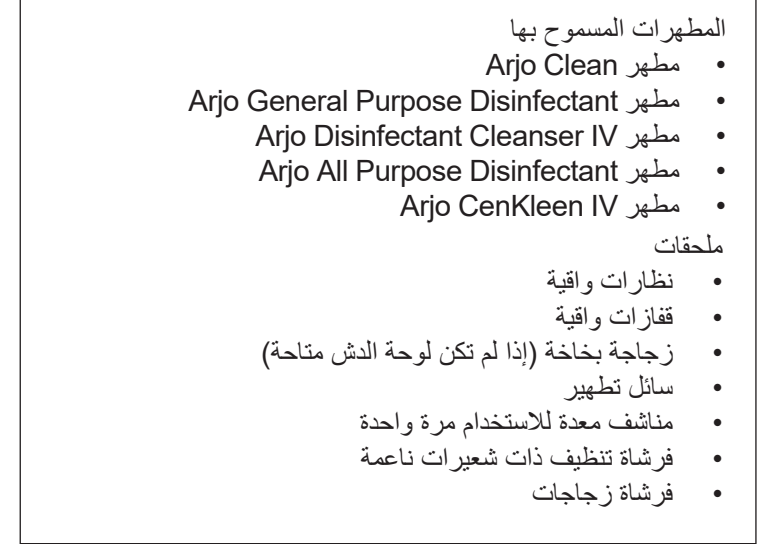 المطهرات المسموح بها
• مطهر Arjo Clean
• مطهر Arjo General Purpose Disinfectant
• مطهر Arjo Disinfectant Cleanser IV
• مطهر Arjo All Purpose Disinfectant
• مطهر Arjo CenKleen IV
ملحقات
• نظارات واقية
• قفازات واقية
• زجاجة بخاخة (إذا لم تكن لوحة الدش متاحة)
• سائل تطهير
• مناشف معدة للاستخدام مرة واحدة
• فرشاة تنظيف ذات شعيرات ناعمة
• فرشاة زجاجات